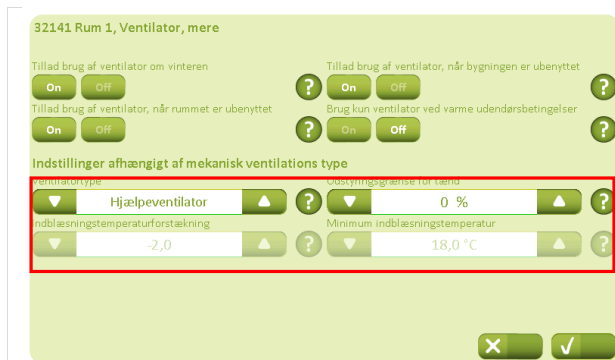 32141 Rum 1, Ventilator, mere
Tillad brug af ventilator om vinteren
Tillad brug af ventilator, når bygningen er ubenyttet
On Off ? On Off ?
Tillad brug af ventilator, når rummet er ubenyttet
Brug kun ventilator ved varme udendørsbetingelser
On Off ? On Off ?
Indstillinger afhængigt af mekanisk ventilations type
Ventilatortype
Udstyringsgrænse for tænd
Hjælpeventilator ? 0 % ?
Indblæsningstemperaturforstækning
Minimum indblæsningstemperatur
-2,0 ? 18,0 °C ?